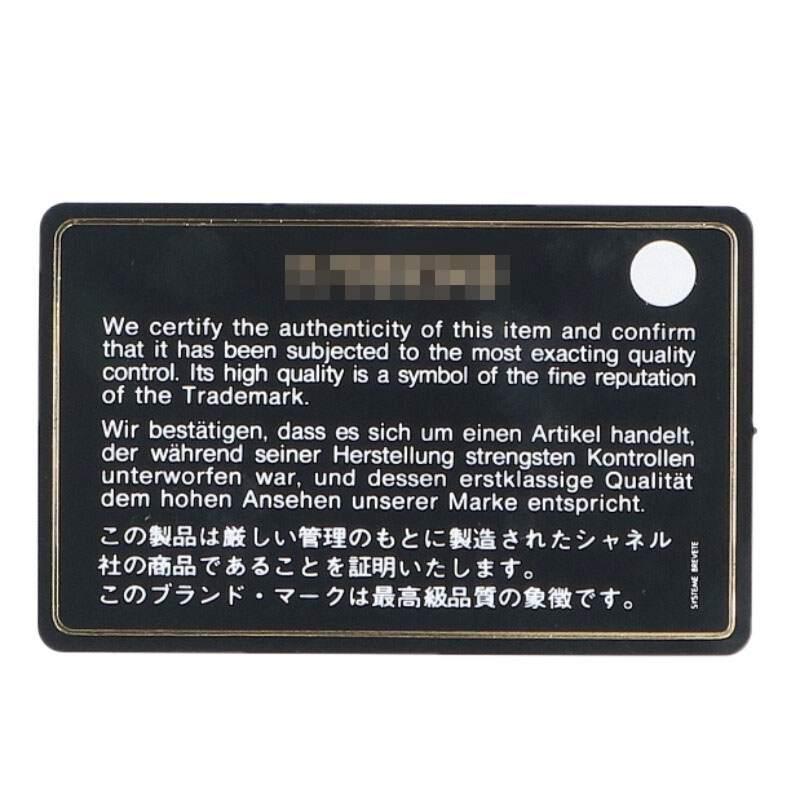 We certify the authenticity of this item and confirm
that it has been subjected to the most exacting quality
control. Its high quality is a symbol of the fine reputation
of the Trademark.
Wir bestätigen, dass es sich um einen Artikel handelt,
der während seiner Herstellung strengsten Kontrollen
unterworfen war, und dessen erstklassige Qualität
dem hohen Ansehen unserer Marke entspricht.
この製品は厳しい管理のもとに製造されたシャネル
社の商品であることを証明いたします。
このブランド・マークは最高級品質の象徴です。
SYSTEME BREVETE